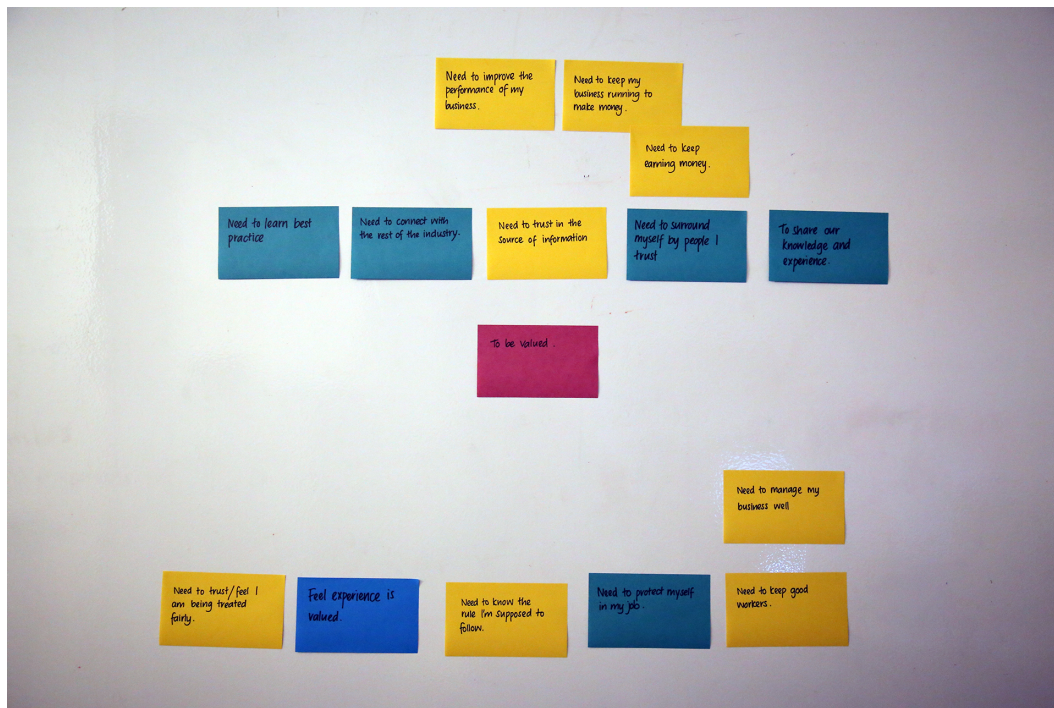 Need to improve the
performance of my
business.
Need to keep my
business running to
make money.
Need to keep
earning money.
Need to learn best
practice
Need to connect with
the rest of the industry.
Need to trust in the
source of information
Need to surround
myself by people I
trust
To share our
knowledge and
experience.
To be valued.
Need to manage my
business well
Need to trust/feel I
am being treated
fairly.
Feel experience is
valued.
Need to know the
rule I'm supposed to
follow.
Need to protect myself
in my job.
Need to keep good
workers.